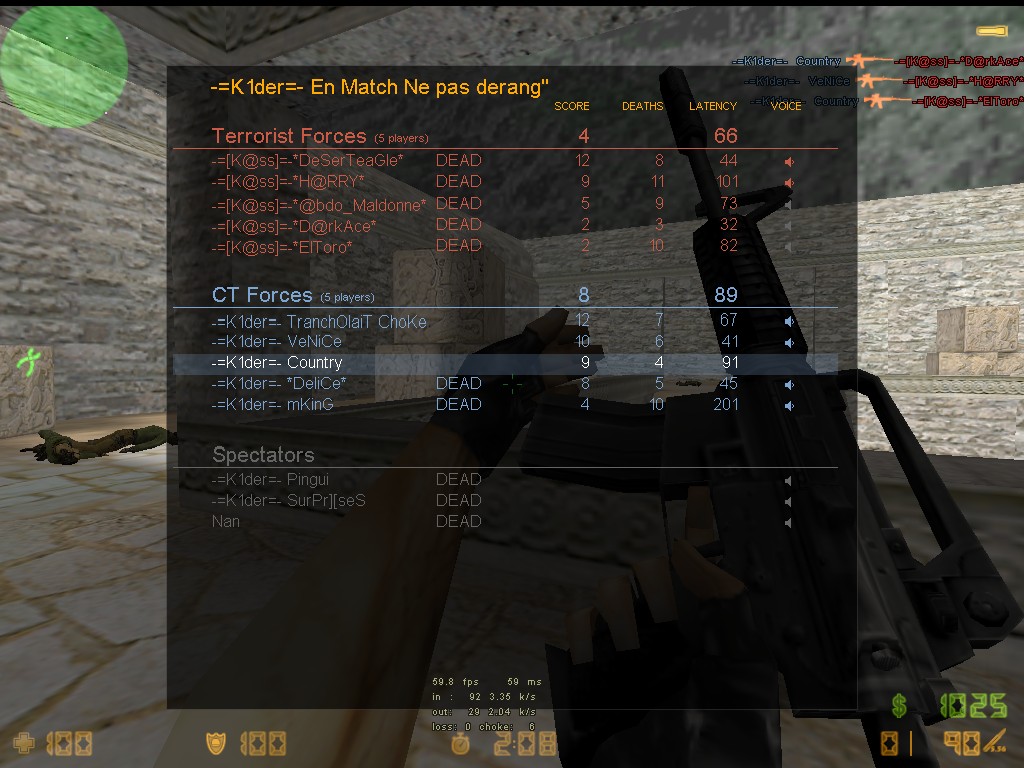 -=K1der=- Country -=[K@ss]=-*D@rkAce*
-=K1der=- VeNiCe -=[K@ss]=-*H@RRY*
-=K1der=- Country -=[K@ss]=-*ElToro*
-=K1der=- En Match Ne pas derang"
SCORE DEATHS LATENCY VOICE
Terrorist Forces (5 players) 4 66
-=[K@ss]=-*DeSerTeaGle* DEAD 12 8 44
-=[K@ss]=-*H@RRY* DEAD 9 11 101
-=[K@ss]=-*@bdo_Maldonne* DEAD 5 9 73
-=[K@ss]=-*D@rkAce* DEAD 2 3 32
-=[K@ss]=-*ElToro* DEAD 2 10 82
CT Forces (5 players) 8 89
-=K1der=- TranchOlaiT ChoKe 12 7 67
-=K1der=- VeNiCe 10 6 41
-=K1der=- Country 9 4 91
-=K1der=- *DeliCe* DEAD 8 5 45
-=K1der=- mKinG DEAD 4 10 201
Spectators
-=K1der=- Pingui DEAD
-=K1der=- SurPr][seS DEAD
Nan DEAD
59.8 fps 59 ms
in : 92 3.35 k/s
out: 29 2.04 k/s
loss: 0 choke: 6
$ 1025
100 100 2:08 0 | 90